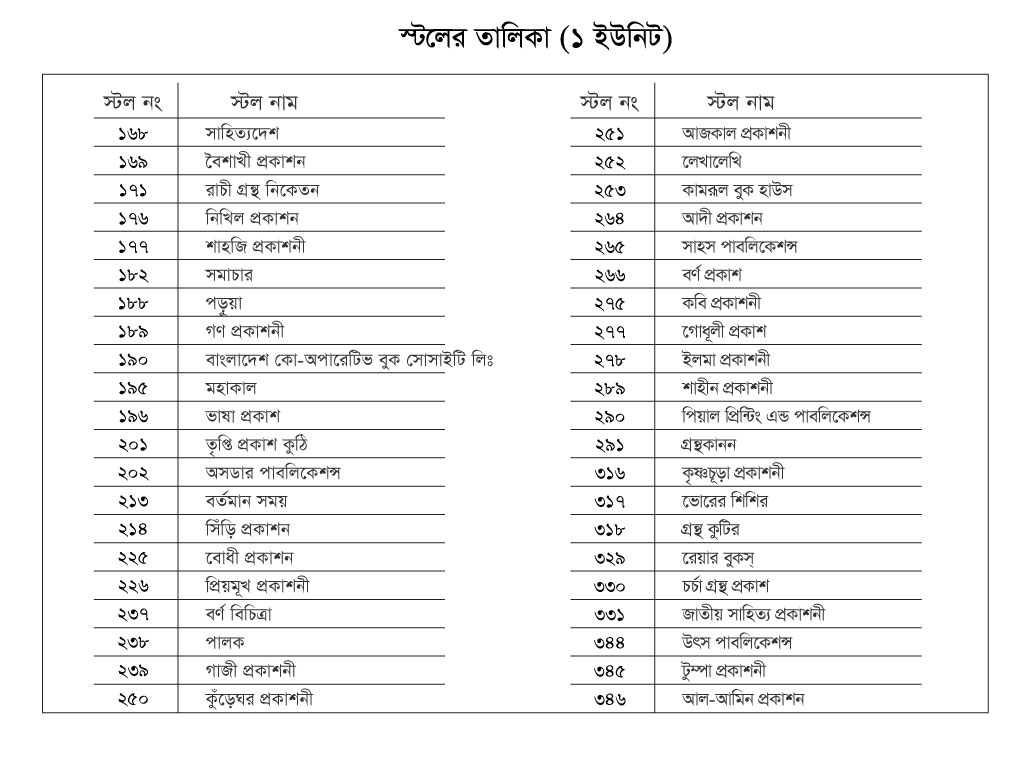 স্টলের তালিকা (১ ইউনিট)
স্টল নং স্টল নাম
১৬৮ সাহিত্যদেশ
১৬৯ বৈশাখী প্রকাশন
১৭১ রাচী গ্রন্থ নিকেতন
১৭৬ নিখিল প্রকাশন
১৭৭ শাহজি প্রকাশনী
১৮২ সমাচার
১৮৮ পড়ুয়া
১৮৯ গণ প্রকাশনী
১৯০ বাংলাদেশ কো-অপারেটিভ বুক সোসাইটি লিঃ
১৯৫ মহাকাল
১৯৬ ভাষা প্রকাশ
২০১ তৃপ্তি প্রকাশ কুঠি
২০২ অসডার পাবলিকেশন্স
২১৩ বর্তমান সময়
২১৪ সিঁড়ি প্রকাশন
২২৫ বোধী প্রকাশন
২২৬ প্রিয়মূখ প্রকাশনী
২৩৭ বর্ণ বিচিত্রা
২৩৮ পালক
২৩৯ গাজী প্রকাশনী
২৫০ কুঁড়েঘর প্রকাশনী
স্টল নং স্টল নাম
২৫১ আজকাল প্রকাশনী
২৫২ লেখালেখি
২৫৩ কামরূল বুক হাউস
২৬৪ আদী প্রকাশন
২৬৫ সাহস পাবলিকেশন্স
২৬৬ বর্ণ প্রকাশ
২৭৫ কবি প্রকাশনী
২৭৭ গোধূলী প্রকাশ
২৭৮ ইলমা প্রকাশনী
২৮৯ শাহীন প্রকাশনী
২৯০ পিয়াল প্রিন্টিং এন্ড পাবলিকেশন্স
২৯১ গ্রন্থকানন
৩১৬ কৃষ্ণচূড়া প্রকাশনী
৩১৭ ভোরের শিশির
৩১৮ গ্রন্থ কুটির
৩২৯ রেয়ার বুকস্
৩৩০ চর্চা গ্রন্থ প্রকাশ
৩৩১ জাতীয় সাহিত্য প্রকাশনী
৩৪৪ উৎস পাবলিকেশন্স
৩৪৫ টুম্পা প্রকাশনী
৩৪৬ আল-আমিন প্রকাশন